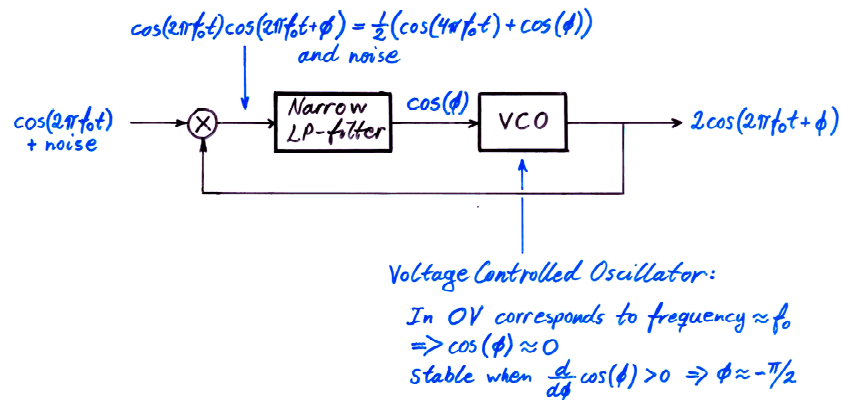 cos(2πf₀t)cos(2πf₀t+ϕ) = ½(cos(4πf₀t) + cos(ϕ))
and noise
cos(2πf₀t)
+ noise
X
Narrow
LP-filter
cos(ϕ)
VCO
2cos(2πf₀t+ϕ)
Voltage Controlled Oscillator:
In 0V corresponds to frequency ≈ f₀
=> cos(ϕ) ≈ 0
Stable when d/dϕ cos(ϕ) > 0 => ϕ ≈ -π/2